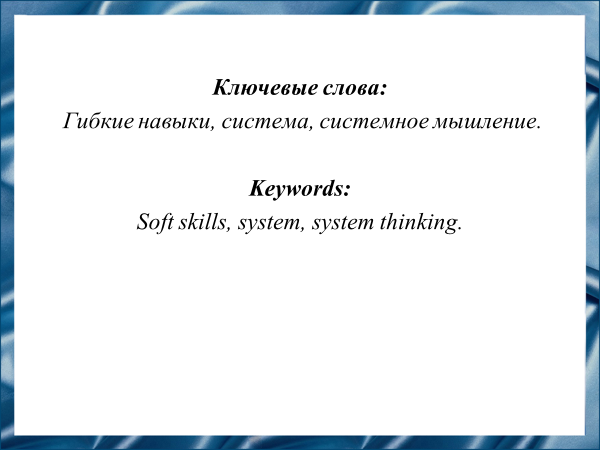 Ключевые слова:
Гибкие навыки, система, системное мышление.
Keywords:
Soft skills, system, system thinking.